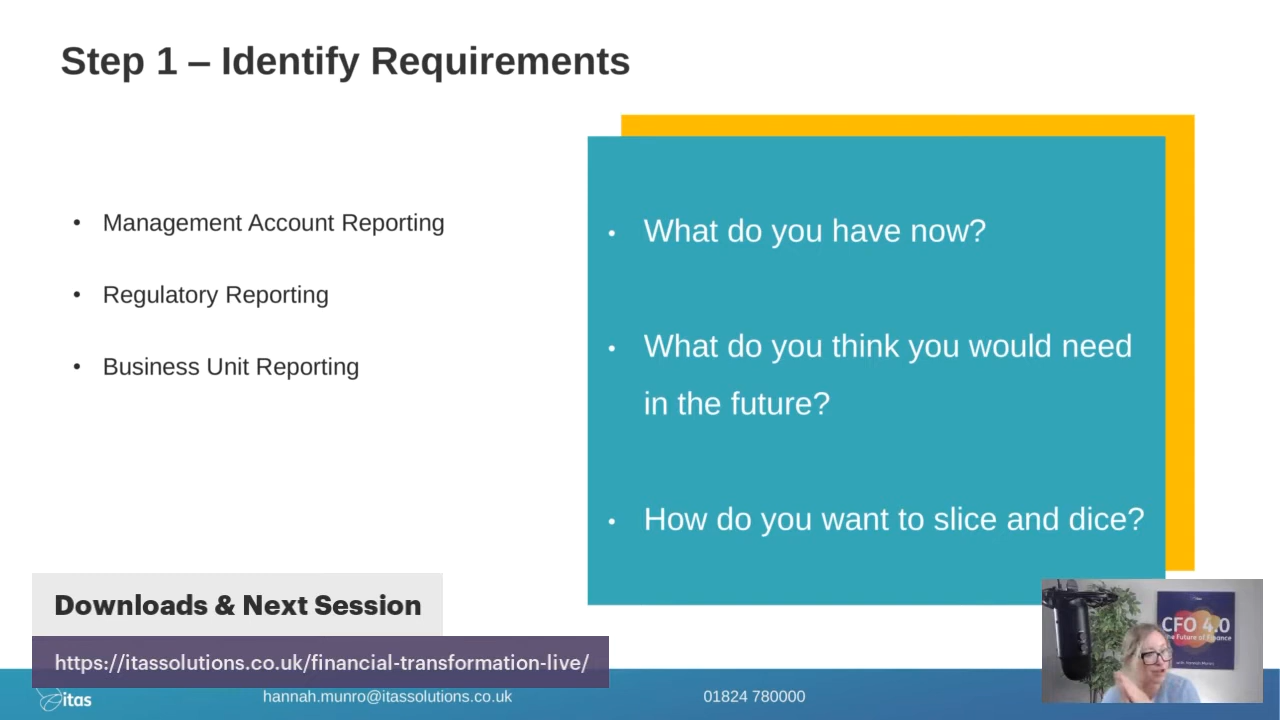 Step 1 – Identify Requirements
• Management Account Reporting
• Regulatory Reporting
• Business Unit Reporting
• What do you have now?
• What do you think you would need
in the future?
• How do you want to slice and dice?
Downloads & Next Session
https://itassolutions.co.uk/financial-transformation-live/
itas
hannah.munro@itassolutions.co.uk
01824 780000
CFO 4.0
the Future of Finance
with Hannah Munro